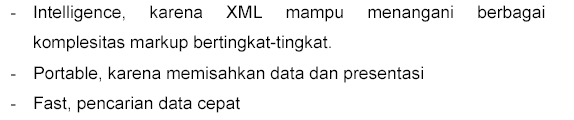 - Intelligence, karena XML mampu menangani berbagai
komplesitas markup bertingkat-tingkat.
- Portable, karena memisahkan data dan presentasi
- Fast, pencarian data cepat